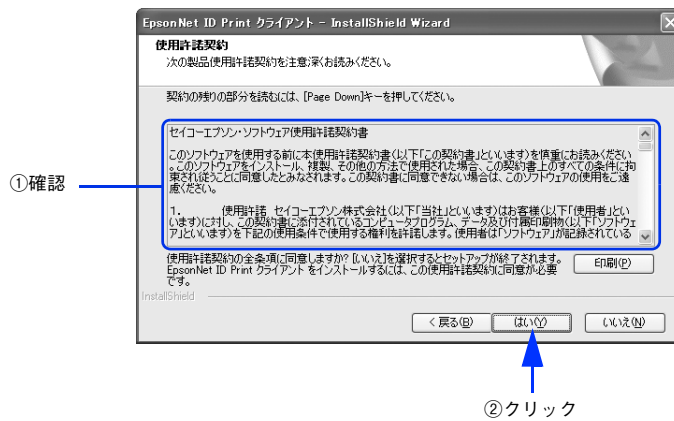 EpsonNet ID Print クライアント - InstallShield Wizard
使用許諾契約
次の製品使用許諾契約を注意深くお読みください。
契約の残りの部分を読むには、[Page Down]キーを押してください。
セイコーエプソン・ソフトウェア使用許諾契約書
このソフトウェアを使用する前に本使用許諾契約書(以下「この契約書」といいます)を慎重にお読みください
。このソフトウェアをインストール、複製、その他の方法で使用された場合、この契約書上のすべての条件に拘
束され従うことに同意したとみなされます。この契約書に同意できない場合は、このソフトウェアの使用をご遠
慮ください。
①確認
1. 使用許諾 セイコーエプソン株式会社(以下「当社」といいます)はお客様(以下「使用者」とい
います)に対し、この契約書に添付されているコンピュータプログラム、データ及び付属印刷物(以下「ソフトウェ
ア」といいます)を下記の使用条件で使用する権利を許諾します。使用者は「ソフトウェア」が記録されている
使用許諾契約の全条項に同意しますか? [いいえ]を選択するとセットアップが終了されます。
EpsonNet ID Print クライアント をインストールするには、この使用許諾契約に同意が必要
です。
印刷(P)
InstallShield
< 戻る(B)
はい(Y)
いいえ(N)
②クリック